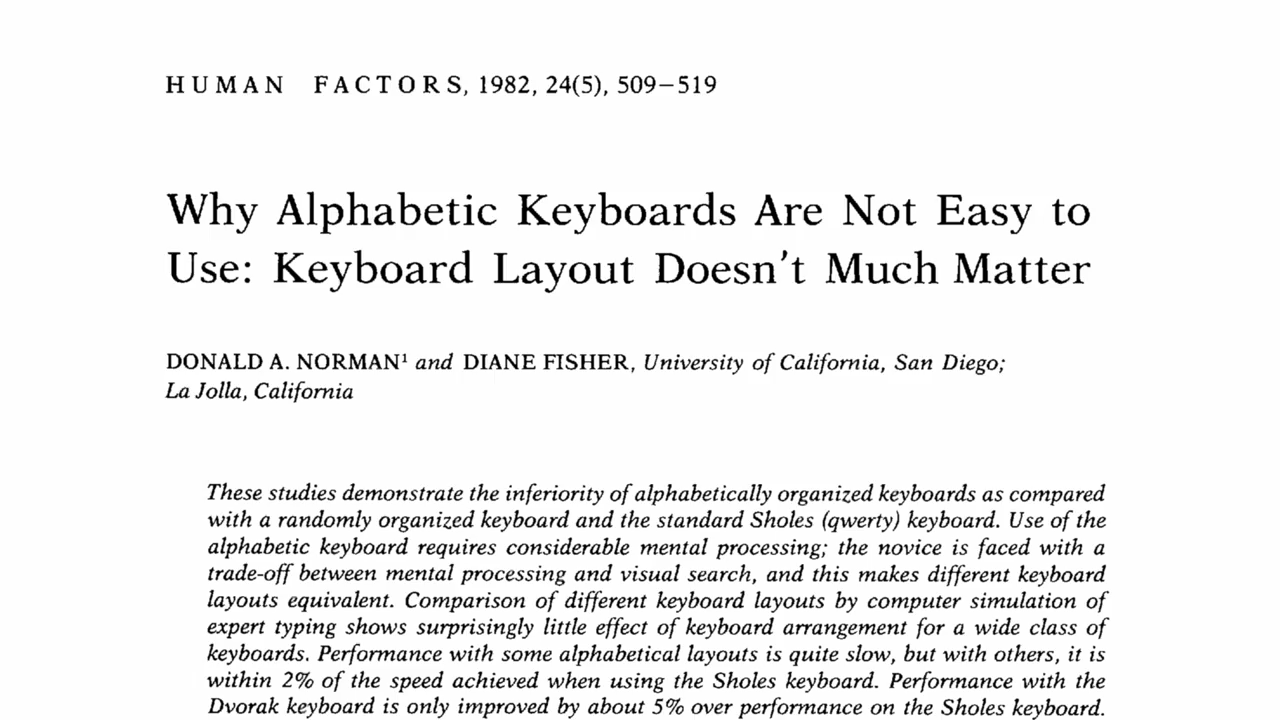 HUMAN FACTORS, 1982, 24(5), 509–519
Why Alphabetic Keyboards Are Not Easy to
Use: Keyboard Layout Doesn't Much Matter
DONALD A. NORMAN¹ and DIANE FISHER, University of California, San Diego;
La Jolla, California
These studies demonstrate the inferiority of alphabetically organized keyboards as compared
with a randomly organized keyboard and the standard Sholes (qwerty) keyboard. Use of the
alphabetic keyboard requires considerable mental processing; the novice is faced with a
trade-off between mental processing and visual search, and this makes different keyboard
layouts equivalent. Comparison of different keyboard layouts by computer simulation of
expert typing shows surprisingly little effect of keyboard arrangement for a wide class of
keyboards. Performance with some alphabetical layouts is quite slow, but with others, it is
within 2% of the speed achieved when using the Sholes keyboard. Performance with the
Dvorak keyboard is only improved by about 5% over performance on the Sholes keyboard.